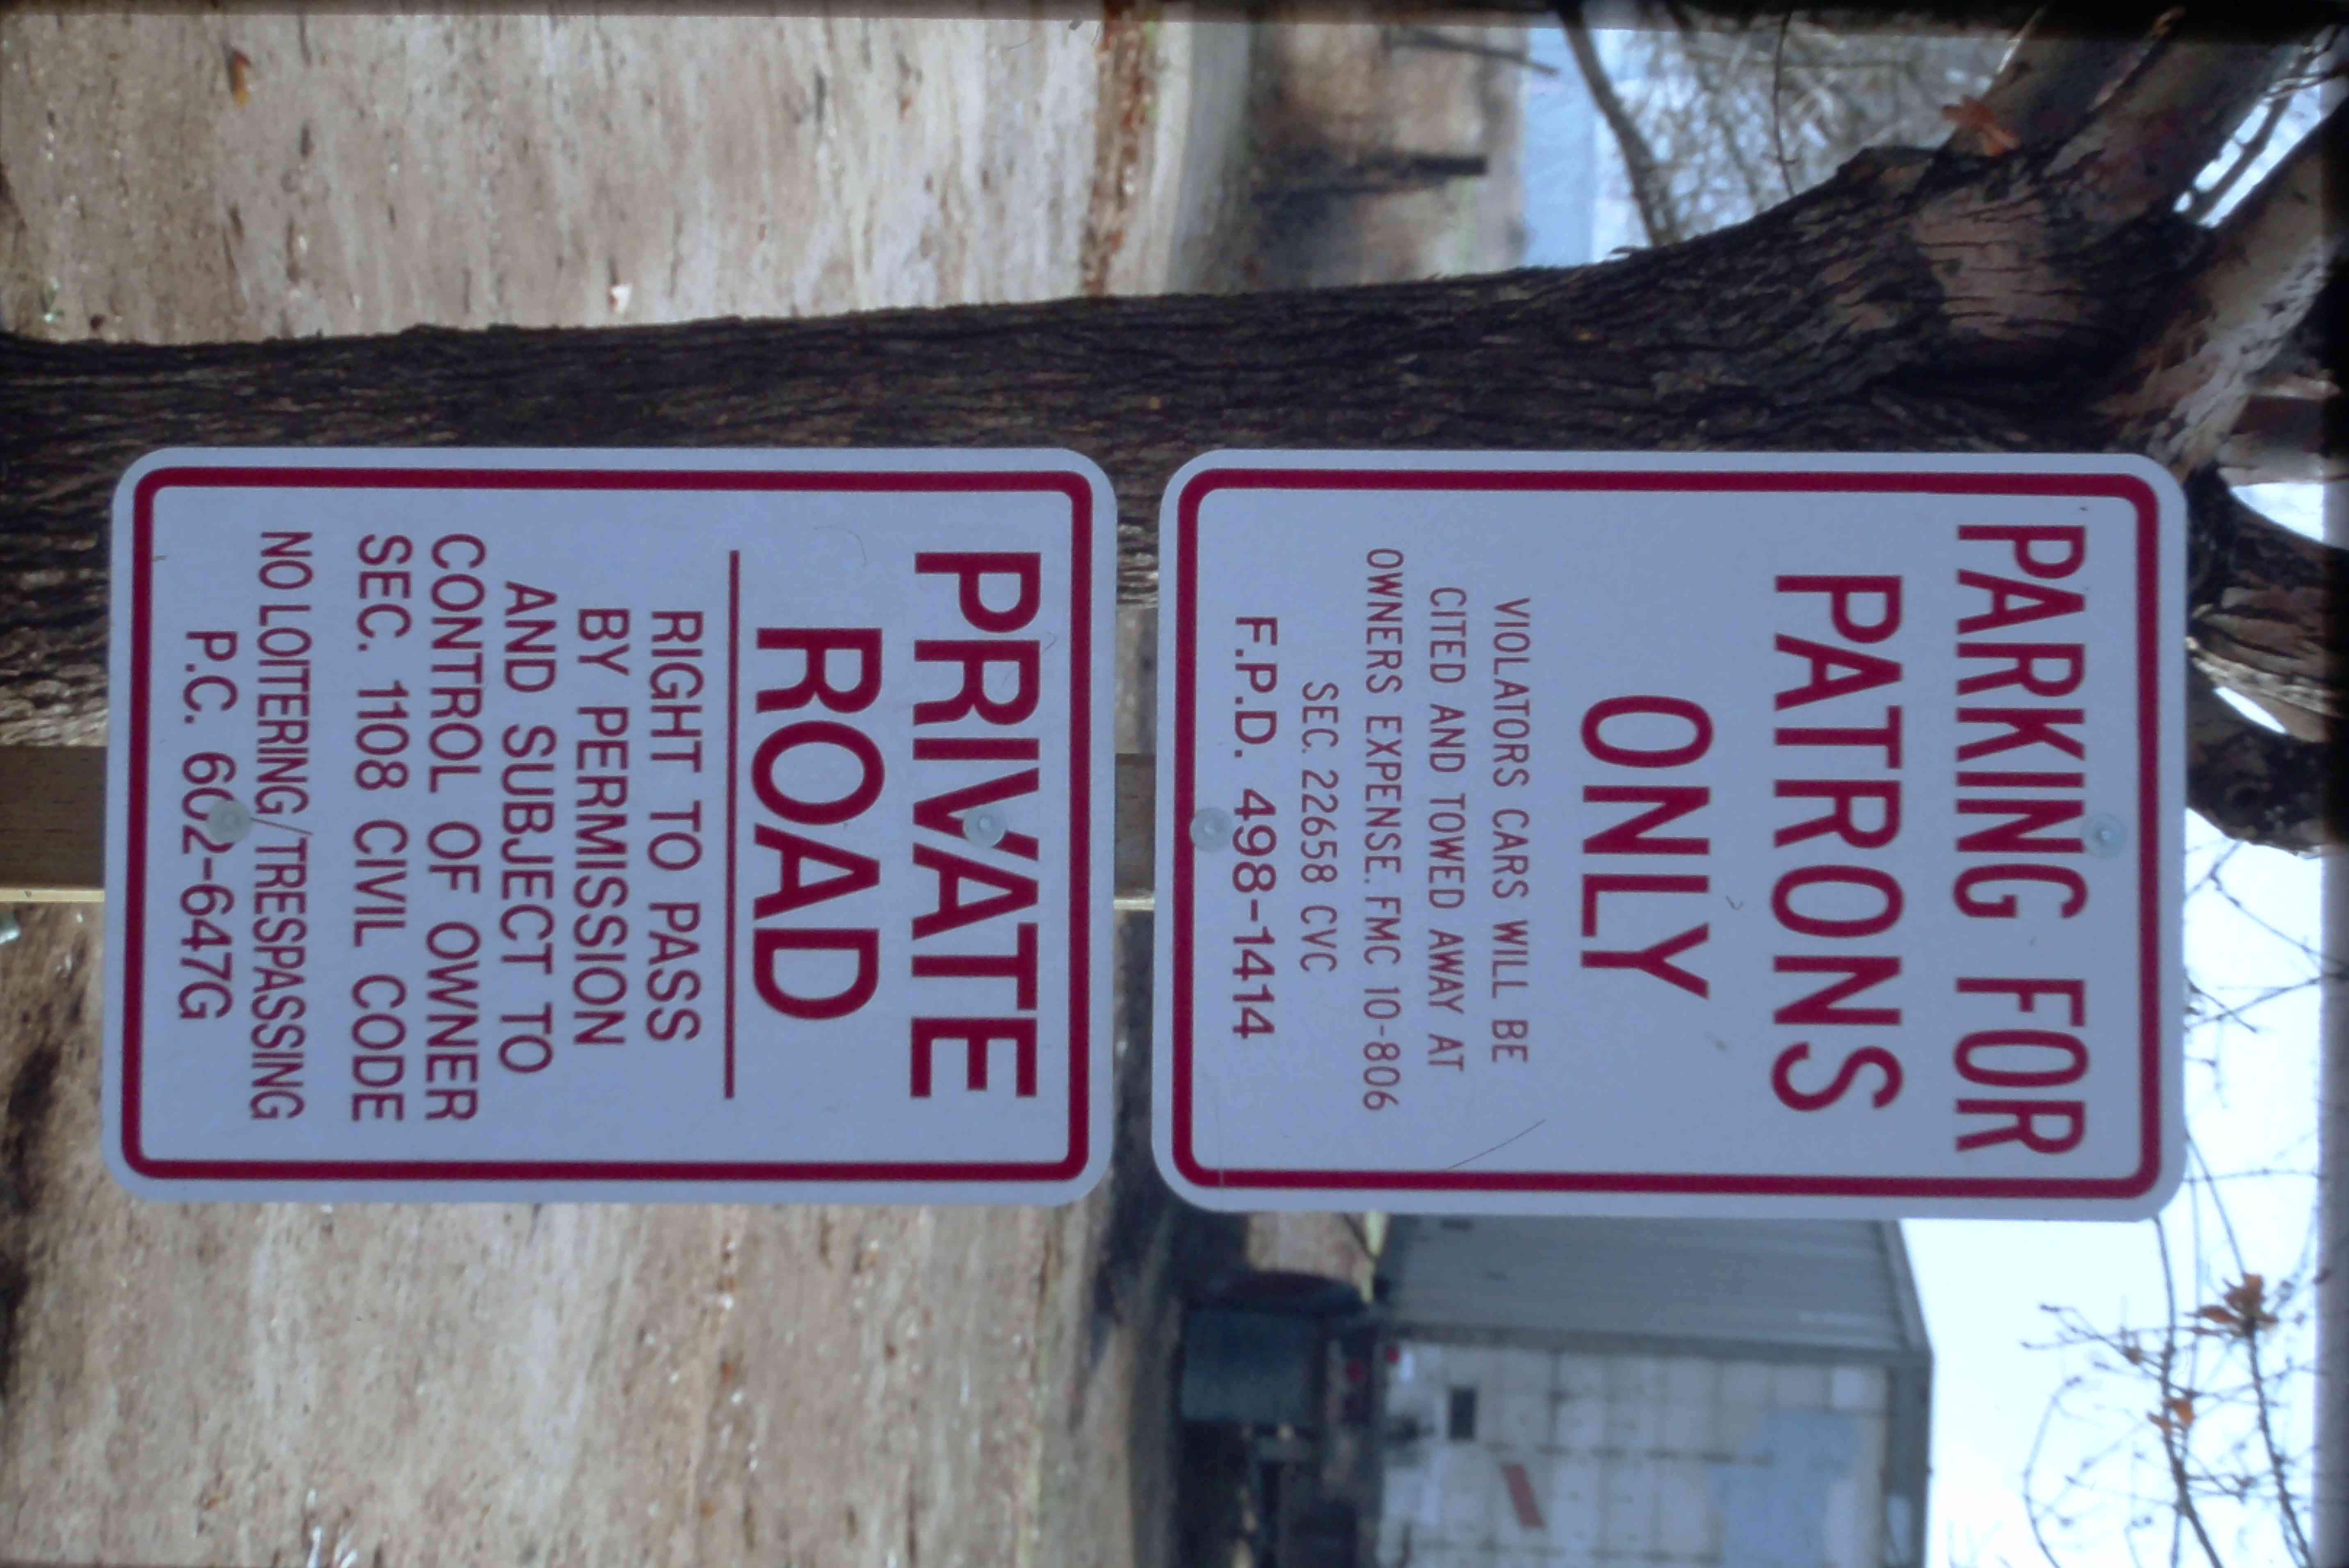 PARKING FOR
PATRONS
ONLY
VIOLATORS CARS WILL BE
CITED AND TOWED AWAY AT
OWNERS EXPENSE. FMC 10-806
SEC. 22658 CVC
F.P.D. 498-1414
PRIVATE
ROAD
RIGHT TO PASS
BY PERMISSION
AND SUBJECT TO
CONTROL OF OWNER
SEC. 1108 CIVIL CODE
NO LOITERING/TRESPASSING
P.C. 602-647G